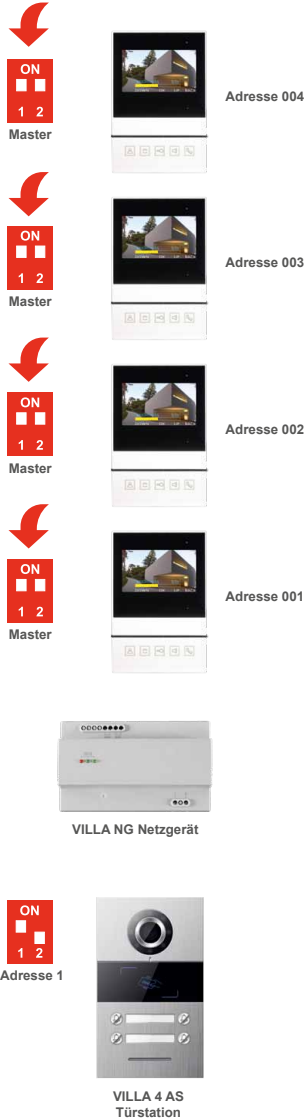 ON
1 2
Master
Adresse 004
ON
1 2
Master
Adresse 003
ON
1 2
Master
Adresse 002
ON
1 2
Master
Adresse 001
VILLA NG Netzgerät
ON
1 2
Adresse 1
VILLA 4 AS
Türstation